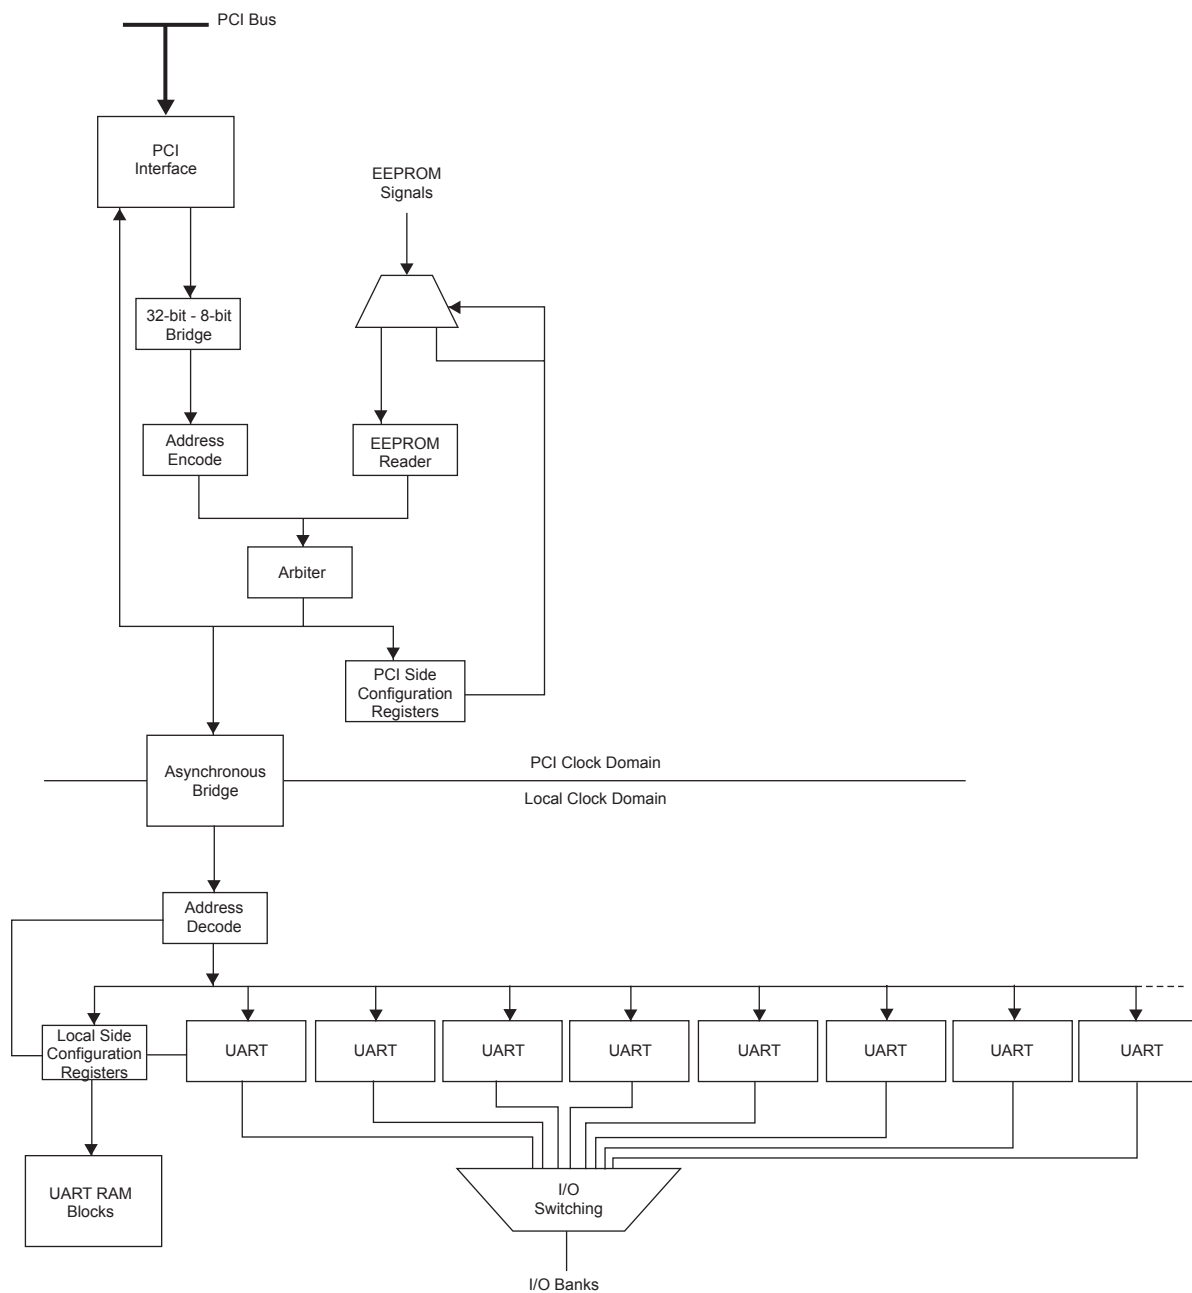 PCI Bus
PCI
Interface
EEPROM
Signals
32-bit - 8-bit
Bridge
Address
Encode
EEPROM
Reader
Arbiter
PCI Side
Configuration
Registers
Asynchronous
Bridge
PCI Clock Domain
Local Clock Domain
Address
Decode
Local Side
Configuration
Registers
UART
UART
UART
UART
UART
UART
UART
UART
UART RAM
Blocks
I/O
Switching
I/O Banks